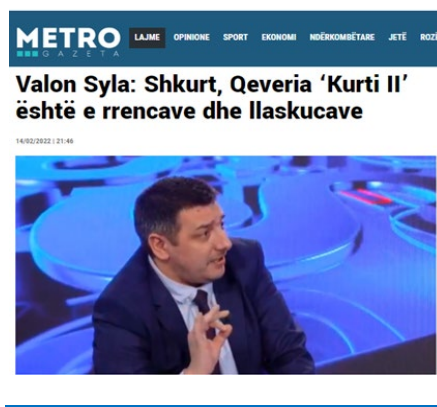 METRO
GAZETA
LAJME OPINIONE SPORT EKONOMI NDËRKOMBËTARE JETË
Valon Syla: Shkurt, Qeveria ‘Kurti II’
është e rrencave dhe llaskucave
14/02/2022 | 21:46